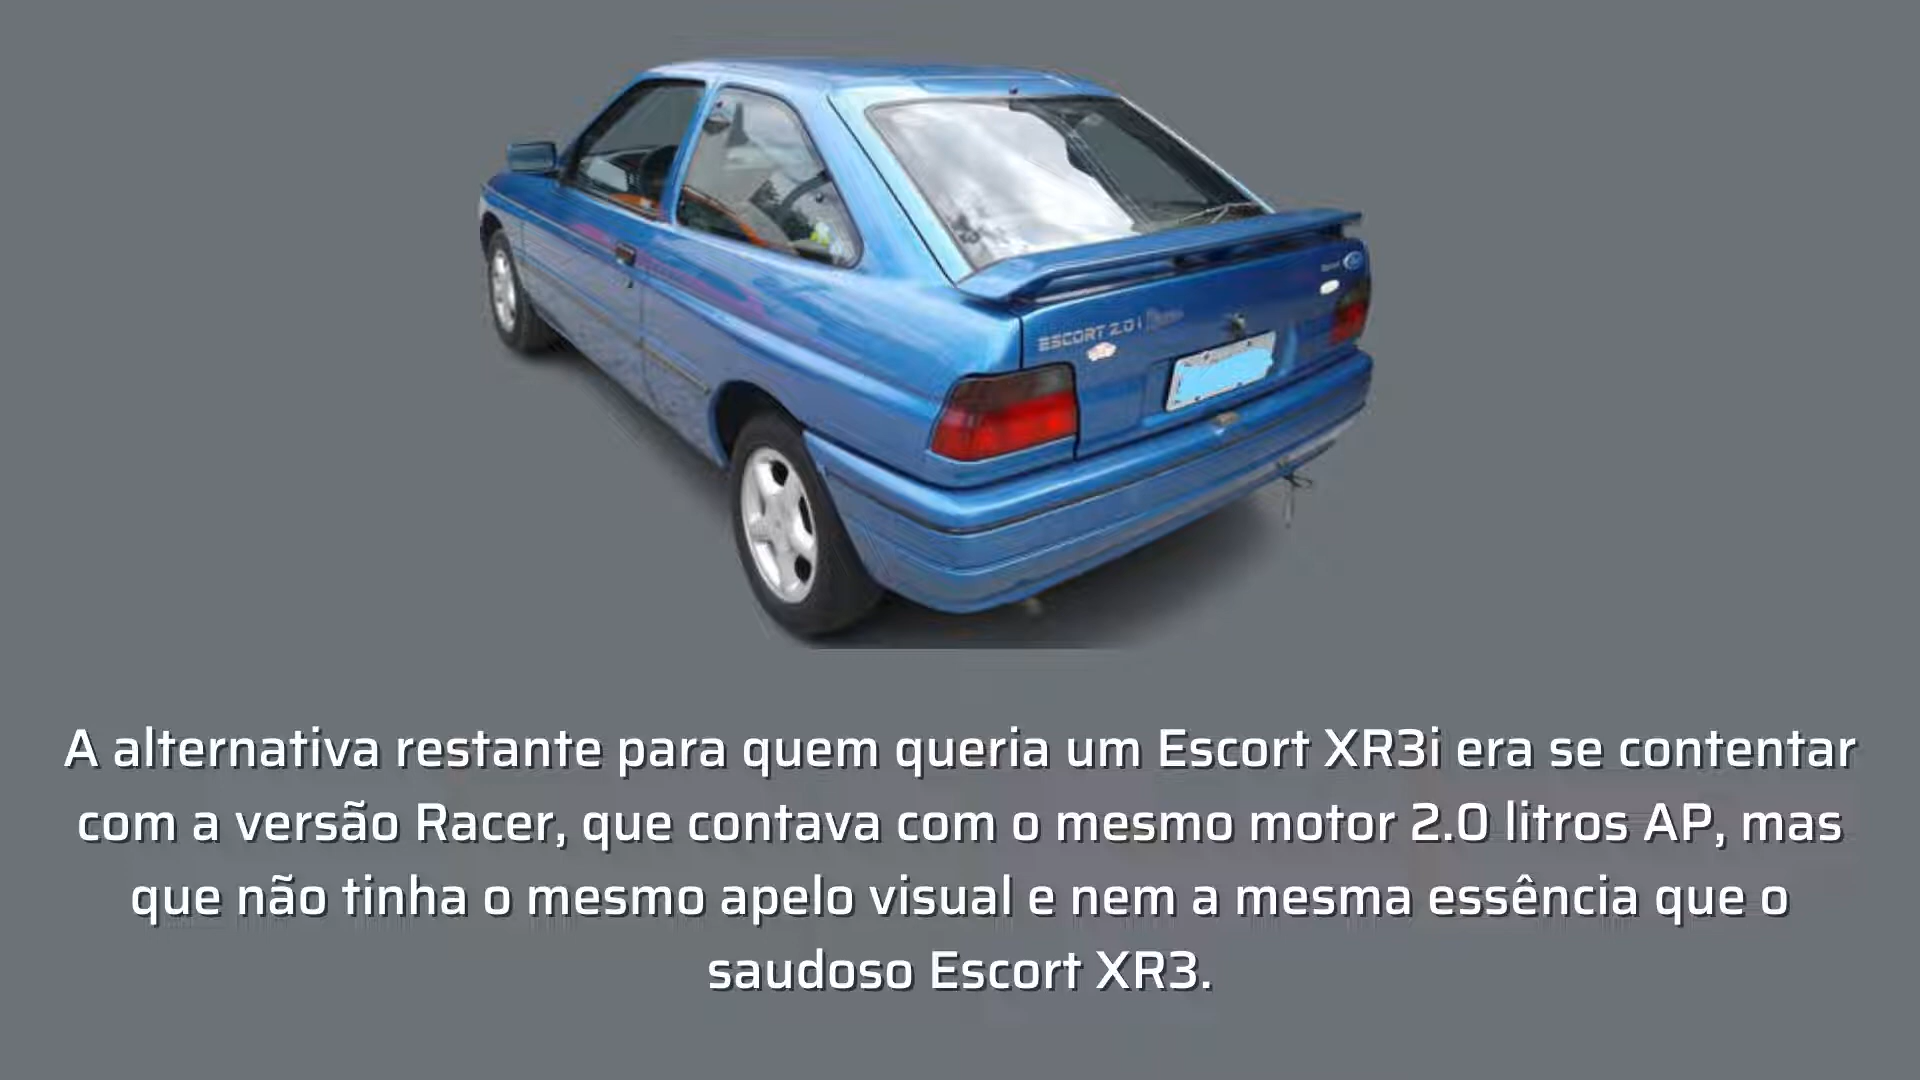 ESCORT 2.0 i
A alternativa restante para quem queria um Escort XR3i era se contentar
com a versão Racer, que contava com o mesmo motor 2.0 litros AP, mas
que não tinha o mesmo apelo visual e nem a mesma essência que o
saudoso Escort XR3.